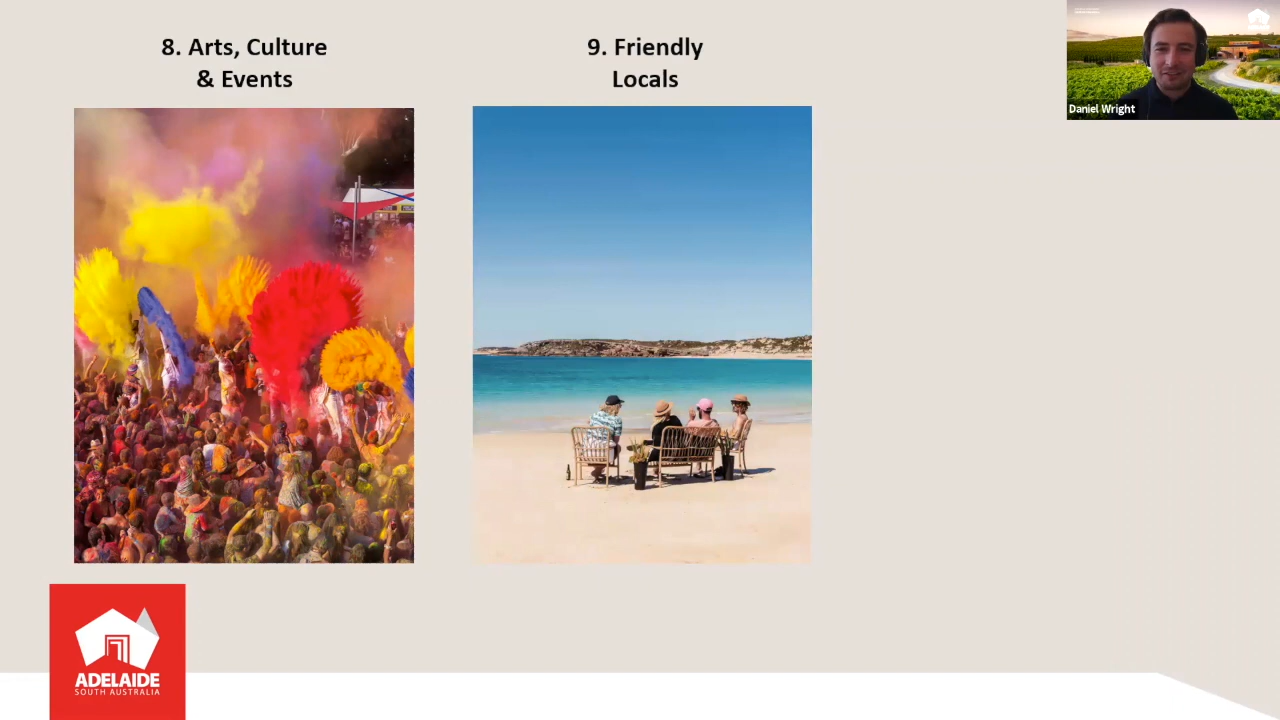 8. Arts, Culture
& Events
9. Friendly
Locals
Daniel Wright
ADELAIDE
SOUTH AUSTRALIA